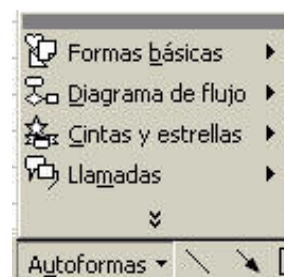 Formas básicas
Diagrama de flujo
Cintas y estrellas
Llamadas
Autoformas